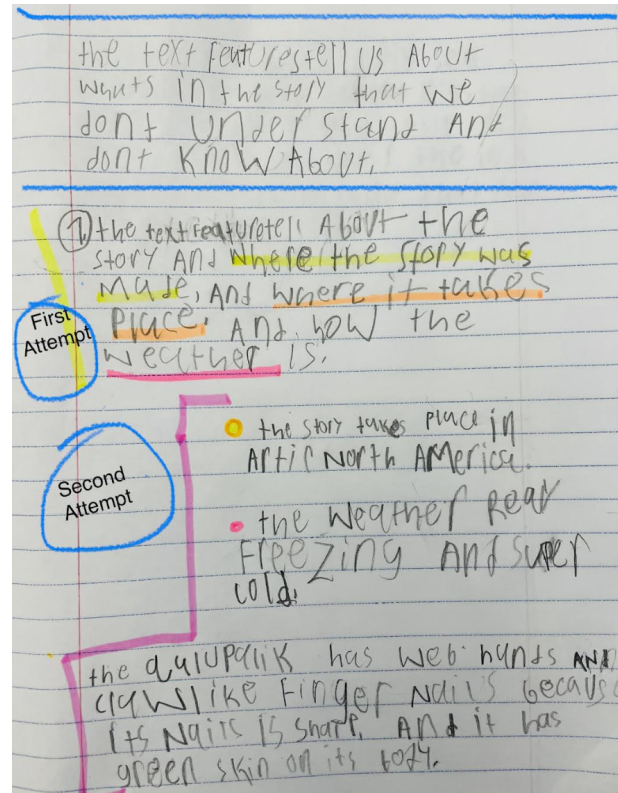 the text featurestell us About
whats in the story that we
dont Understand And
dont Know About.
① the text featuretell About the
story And Where the story was
Made, And where it takes
Place. And how the
weather is.
First
Attempt
Second
Attempt
the story takes place in
Artic North America.
the weather Reay
Freezing And super
cold.
the qalupalik has web hands AND
clawlike Finger Nails because
Its Nails Is sharp, And it has
green skin on its body.